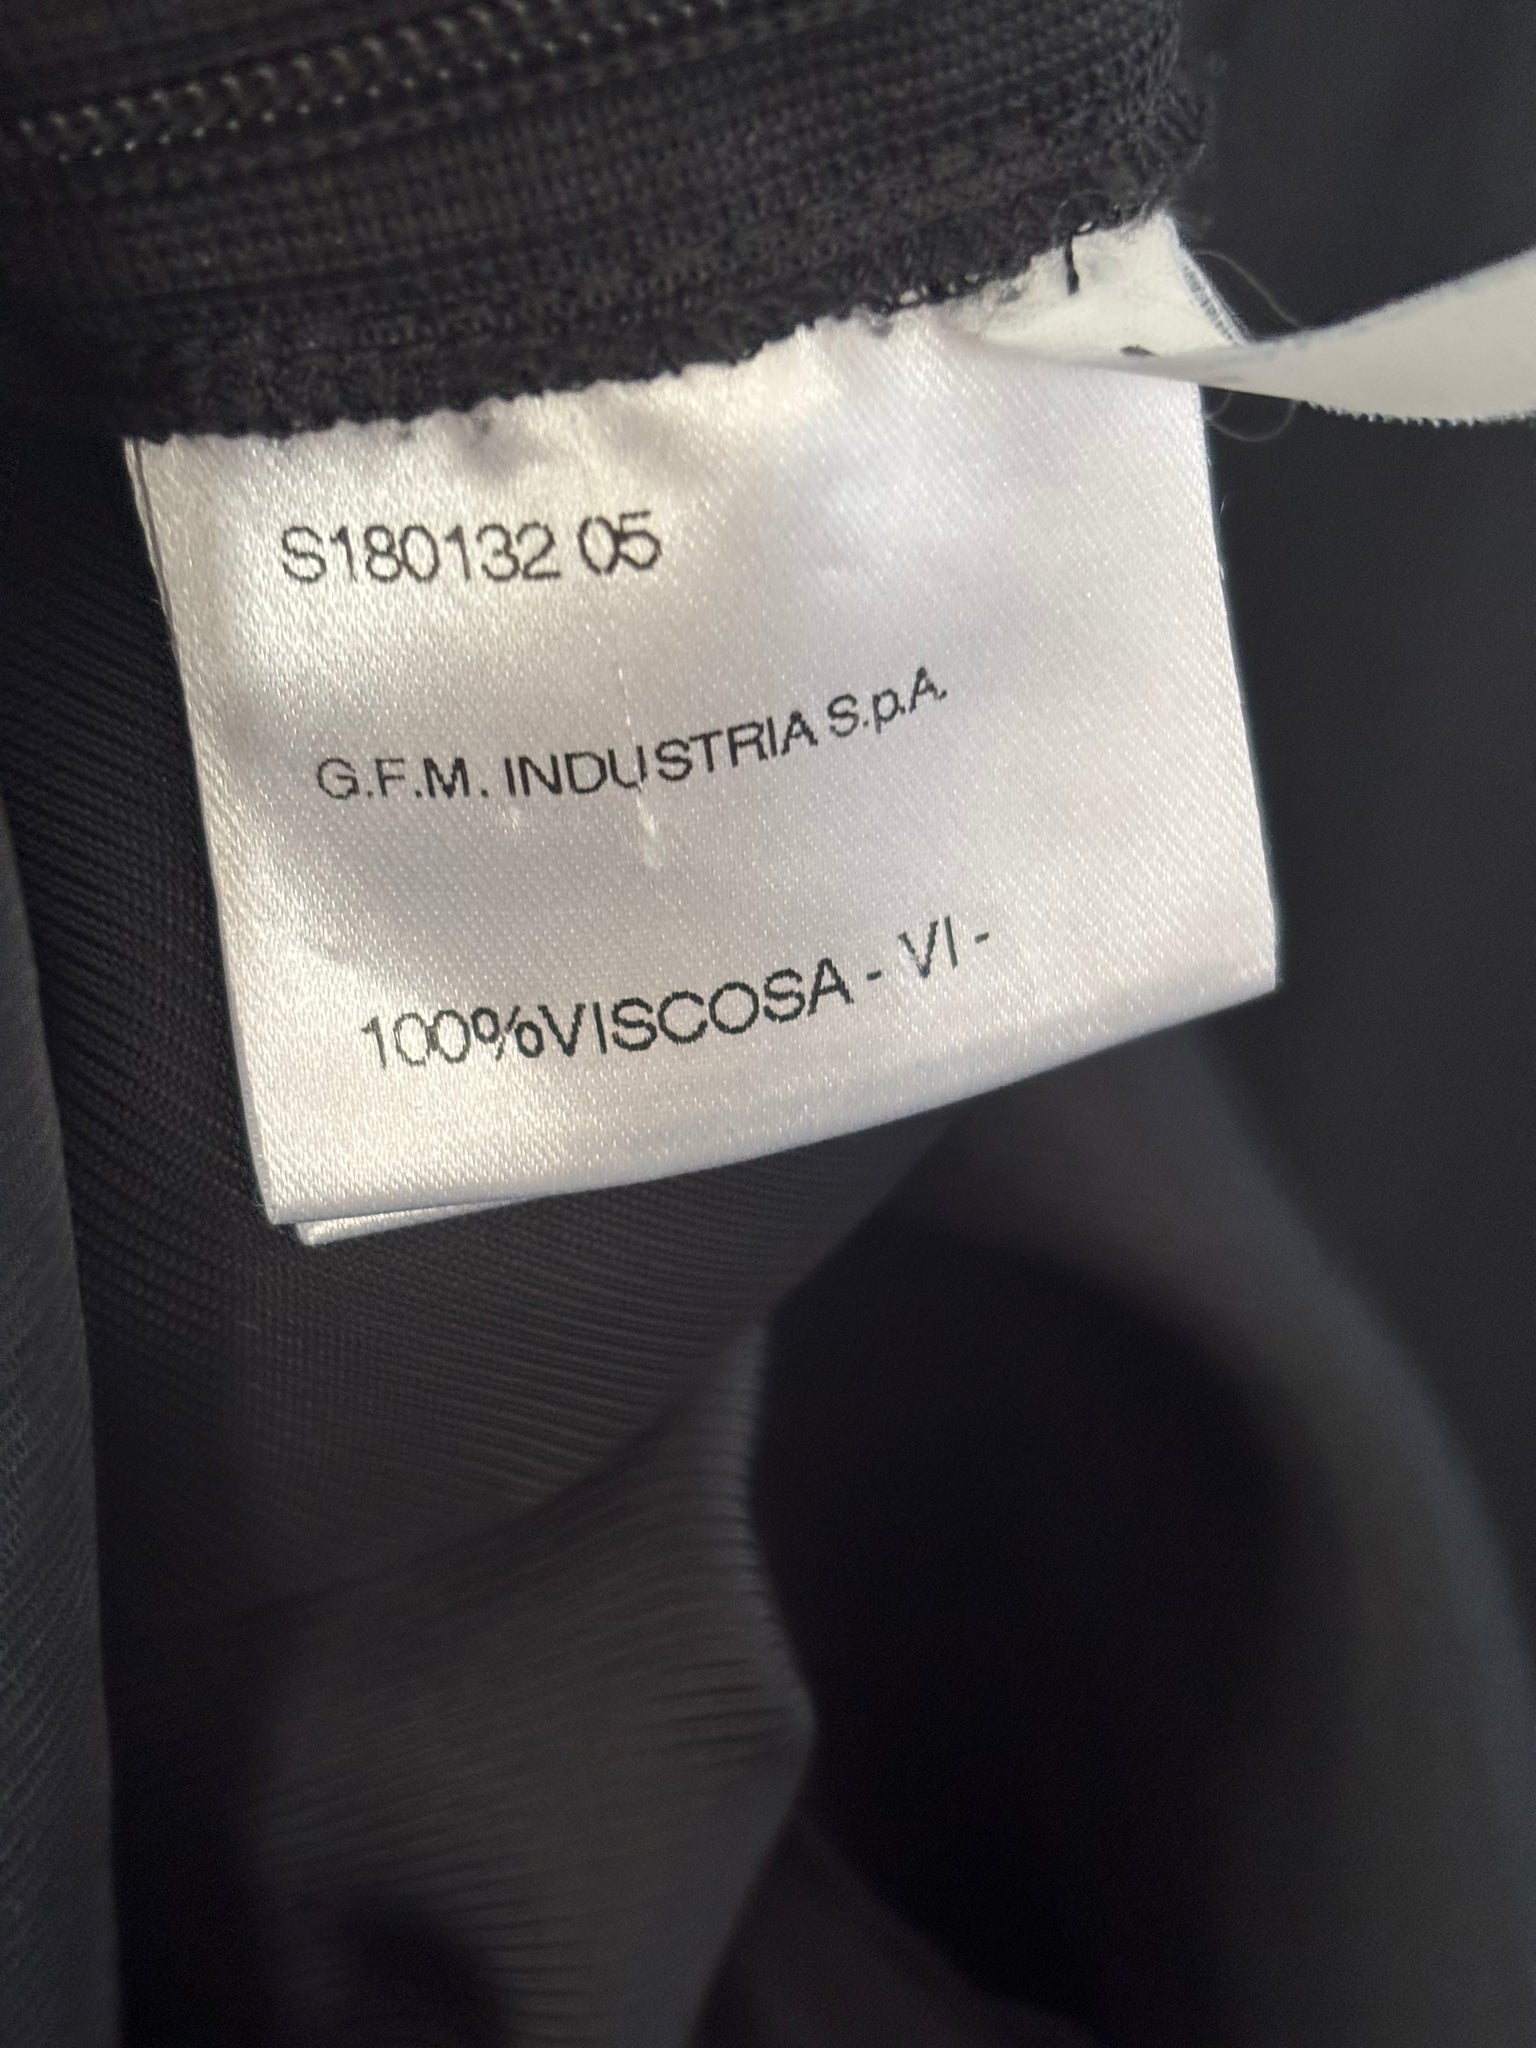 S180132 05
G.F.M. INDUSTRIA S.p.A.
100%VISCOSA - VI -